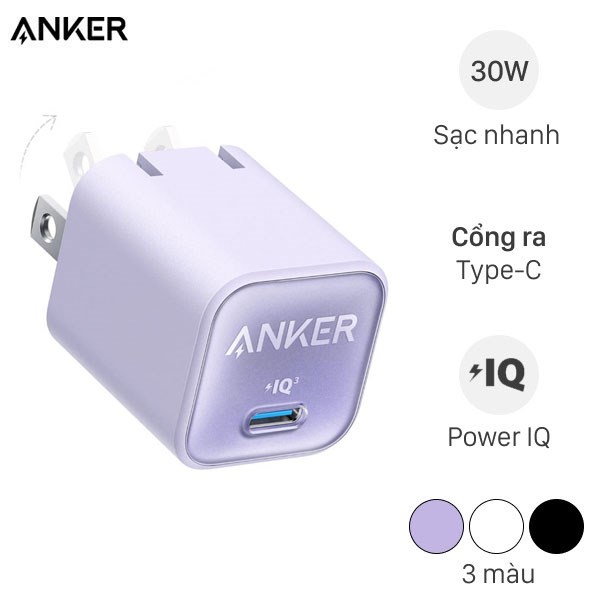 ANKER
30W
Sạc nhanh
Cổng ra
Type-C
ANKER
IQ³
IQ
Power IQ
3 màu